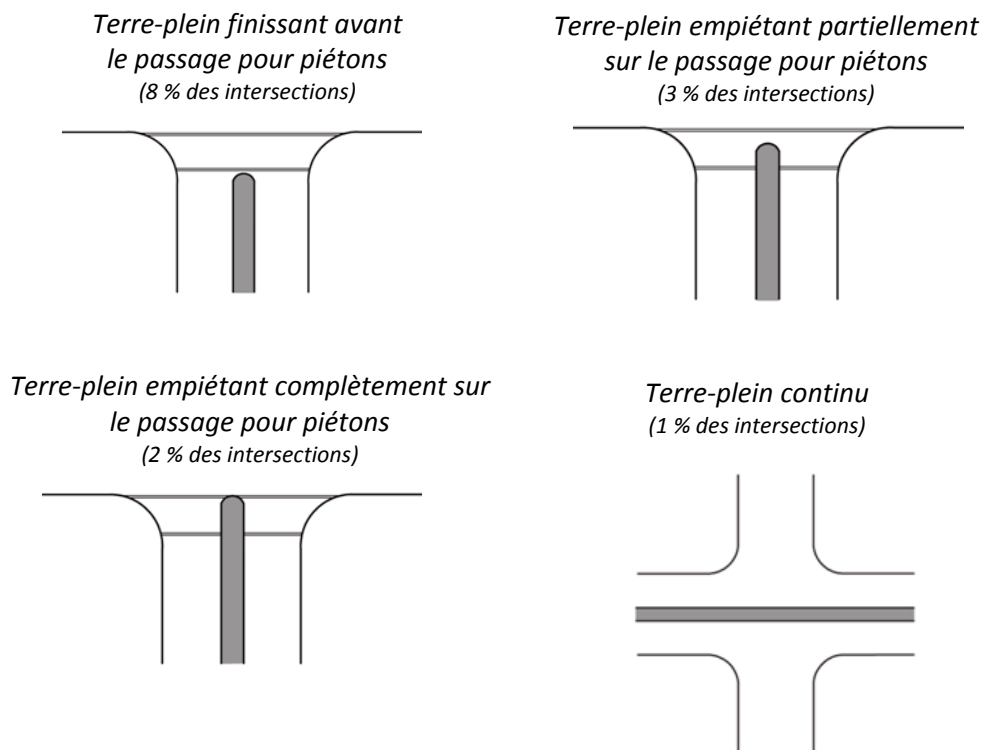 Terre-plein finissant avant
le passage pour piétons
(8 % des intersections)
Terre-plein empiétant partiellement
sur le passage pour piétons
(3 % des intersections)
Terre-plein empiétant complètement sur
le passage pour piétons
(2 % des intersections)
Terre-plein continu
(1 % des intersections)